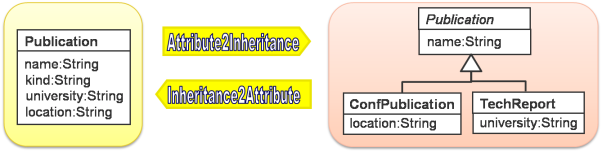 Publication
name:String
kind:String
university:String
location:String
Attribute2Inheritance
Inheritance2Attribute
Publication
name:String
ConfPublication
location:String
TechReport
university:String